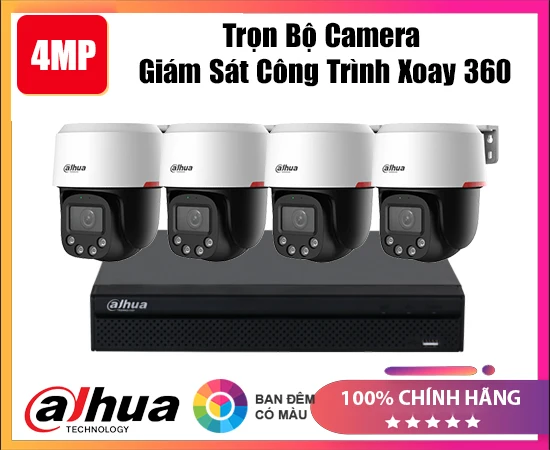 4MP
Trọn Bộ Camera
Giám Sát Công Trình Xoay 360
alhua
alhua
alhua
alhua
alhua
TECHNOLOGY
alhua
TECHNOLOGY
BAN ĐÊM
CÓ MÀU
100% CHÍNH HÃNG